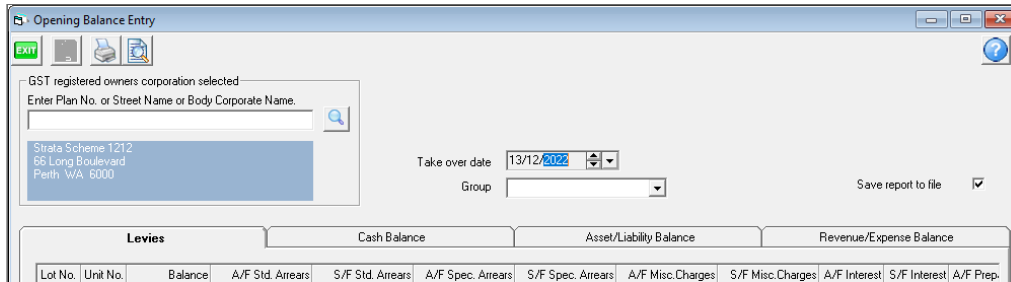 Opening Balance Entry
EXIT
GST registered owners corporation selected
Enter Plan No. or Street Name or Body Corporate Name.
Strata Scheme 1212
66 Long Boulevard
Perth WA 6000
Take over date 13/12/2022
Group
Save report to file
Levies Cash Balance Asset/Liability Balance Revenue/Expense Balance
Lot No. Unit No. Balance A/F Std. Arrears S/F Std. Arrears A/F Spec. Arrears S/F Spec. Arrears A/F Misc.Charges S/F Misc.Charges A/F Interest S/F Interest A/F Prep.